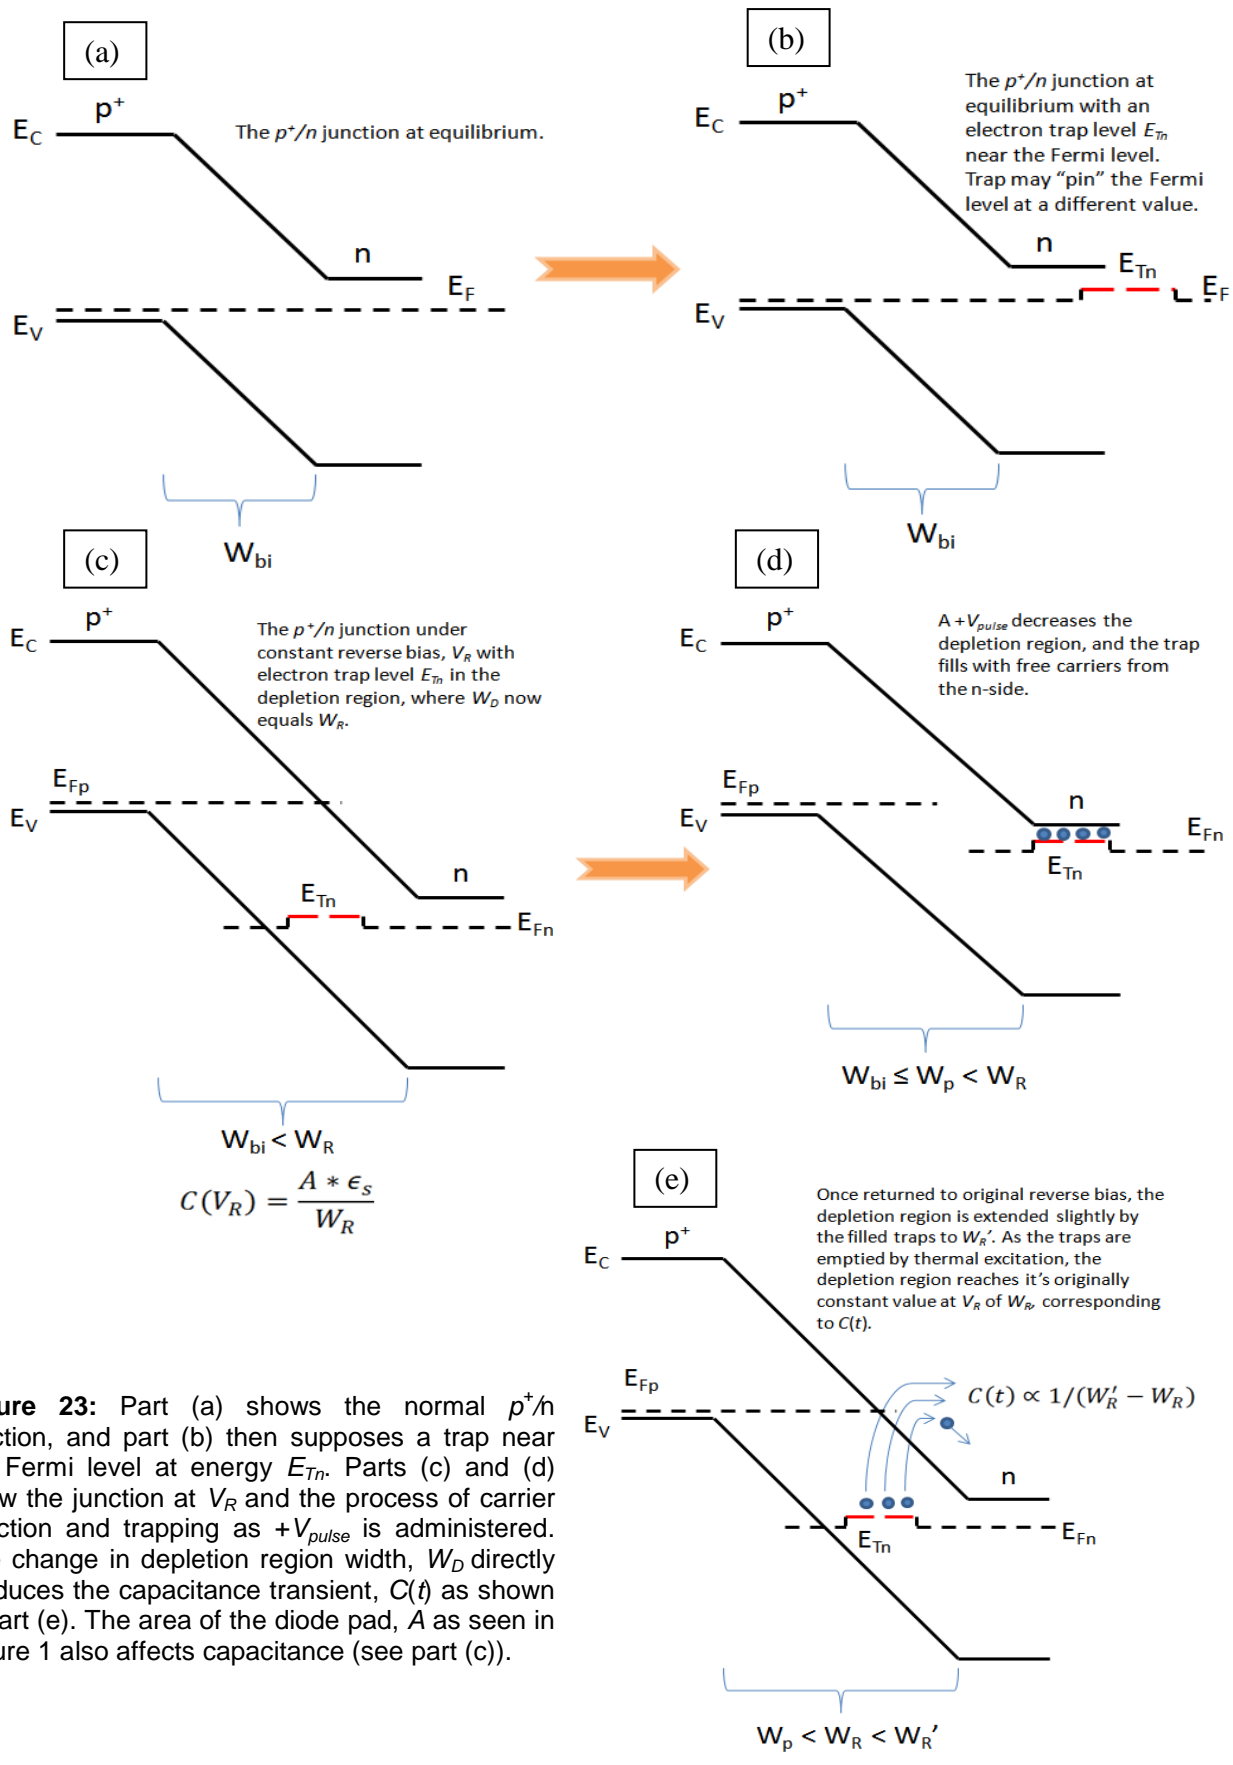 (a)
p⁺
E_C
The p⁺/n junction at equilibrium.
n
E_F
E_V
W_bi
(b)
The p⁺/n junction at
equilibrium with an
electron trap level E_Tn
near the Fermi level.
Trap may “pin” the Fermi
level at a different value.
p⁺
E_C
n
E_Tn
E_F
E_V
W_bi
(c)
p⁺
E_C
The p⁺/n junction under
constant reverse bias, V_R with
electron trap level E_Tn in the
depletion region, where W_D now
equals W_R.
E_Fp
E_V
n
E_Tn
E_Fn
W_bi < W_R
C(V_R) = A * ϵ_s / W_R
(d)
p⁺
E_C
A +V_pulse decreases the
depletion region, and the trap
fills with free carriers from
the n-side.
E_Fp
E_V
n
E_Fn
E_Tn
W_bi ≤ W_p < W_R
(e)
p⁺
E_C
Once returned to original reverse bias, the
depletion region is extended slightly by
the filled traps to W_R’. As the traps are
emptied by thermal excitation, the
depletion region reaches it’s originally
constant value at V_R of W_R, corresponding
to C(t).
E_Fp
E_V
C(t) ∝ 1/(W_R′ − W_R)
n
E_Tn
E_Fn
W_p < W_R < W_R’
ure 23: Part (a) shows the normal p⁺/n
ction, and part (b) then supposes a trap near
Fermi level at energy E_Tn. Parts (c) and (d)
w the junction at V_R and the process of carrier
ction and trapping as +V_pulse is administered.
change in depletion region width, W_D directly
duces the capacitance transient, C(t) as shown
art (e). The area of the diode pad, A as seen in
ure 1 also affects capacitance (see part (c)).